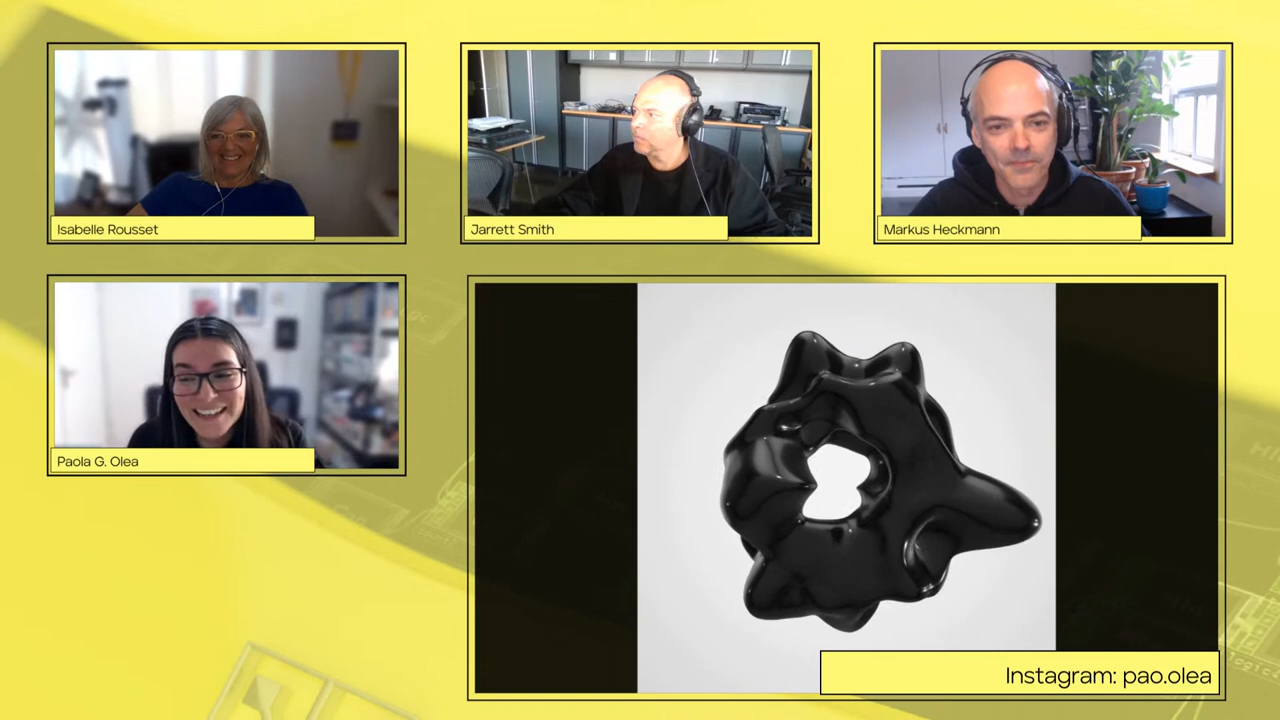 Isabelle Rousset
Jarrett Smith
Markus Heckmann
Paola G. Olea
Instagram: pao.olea